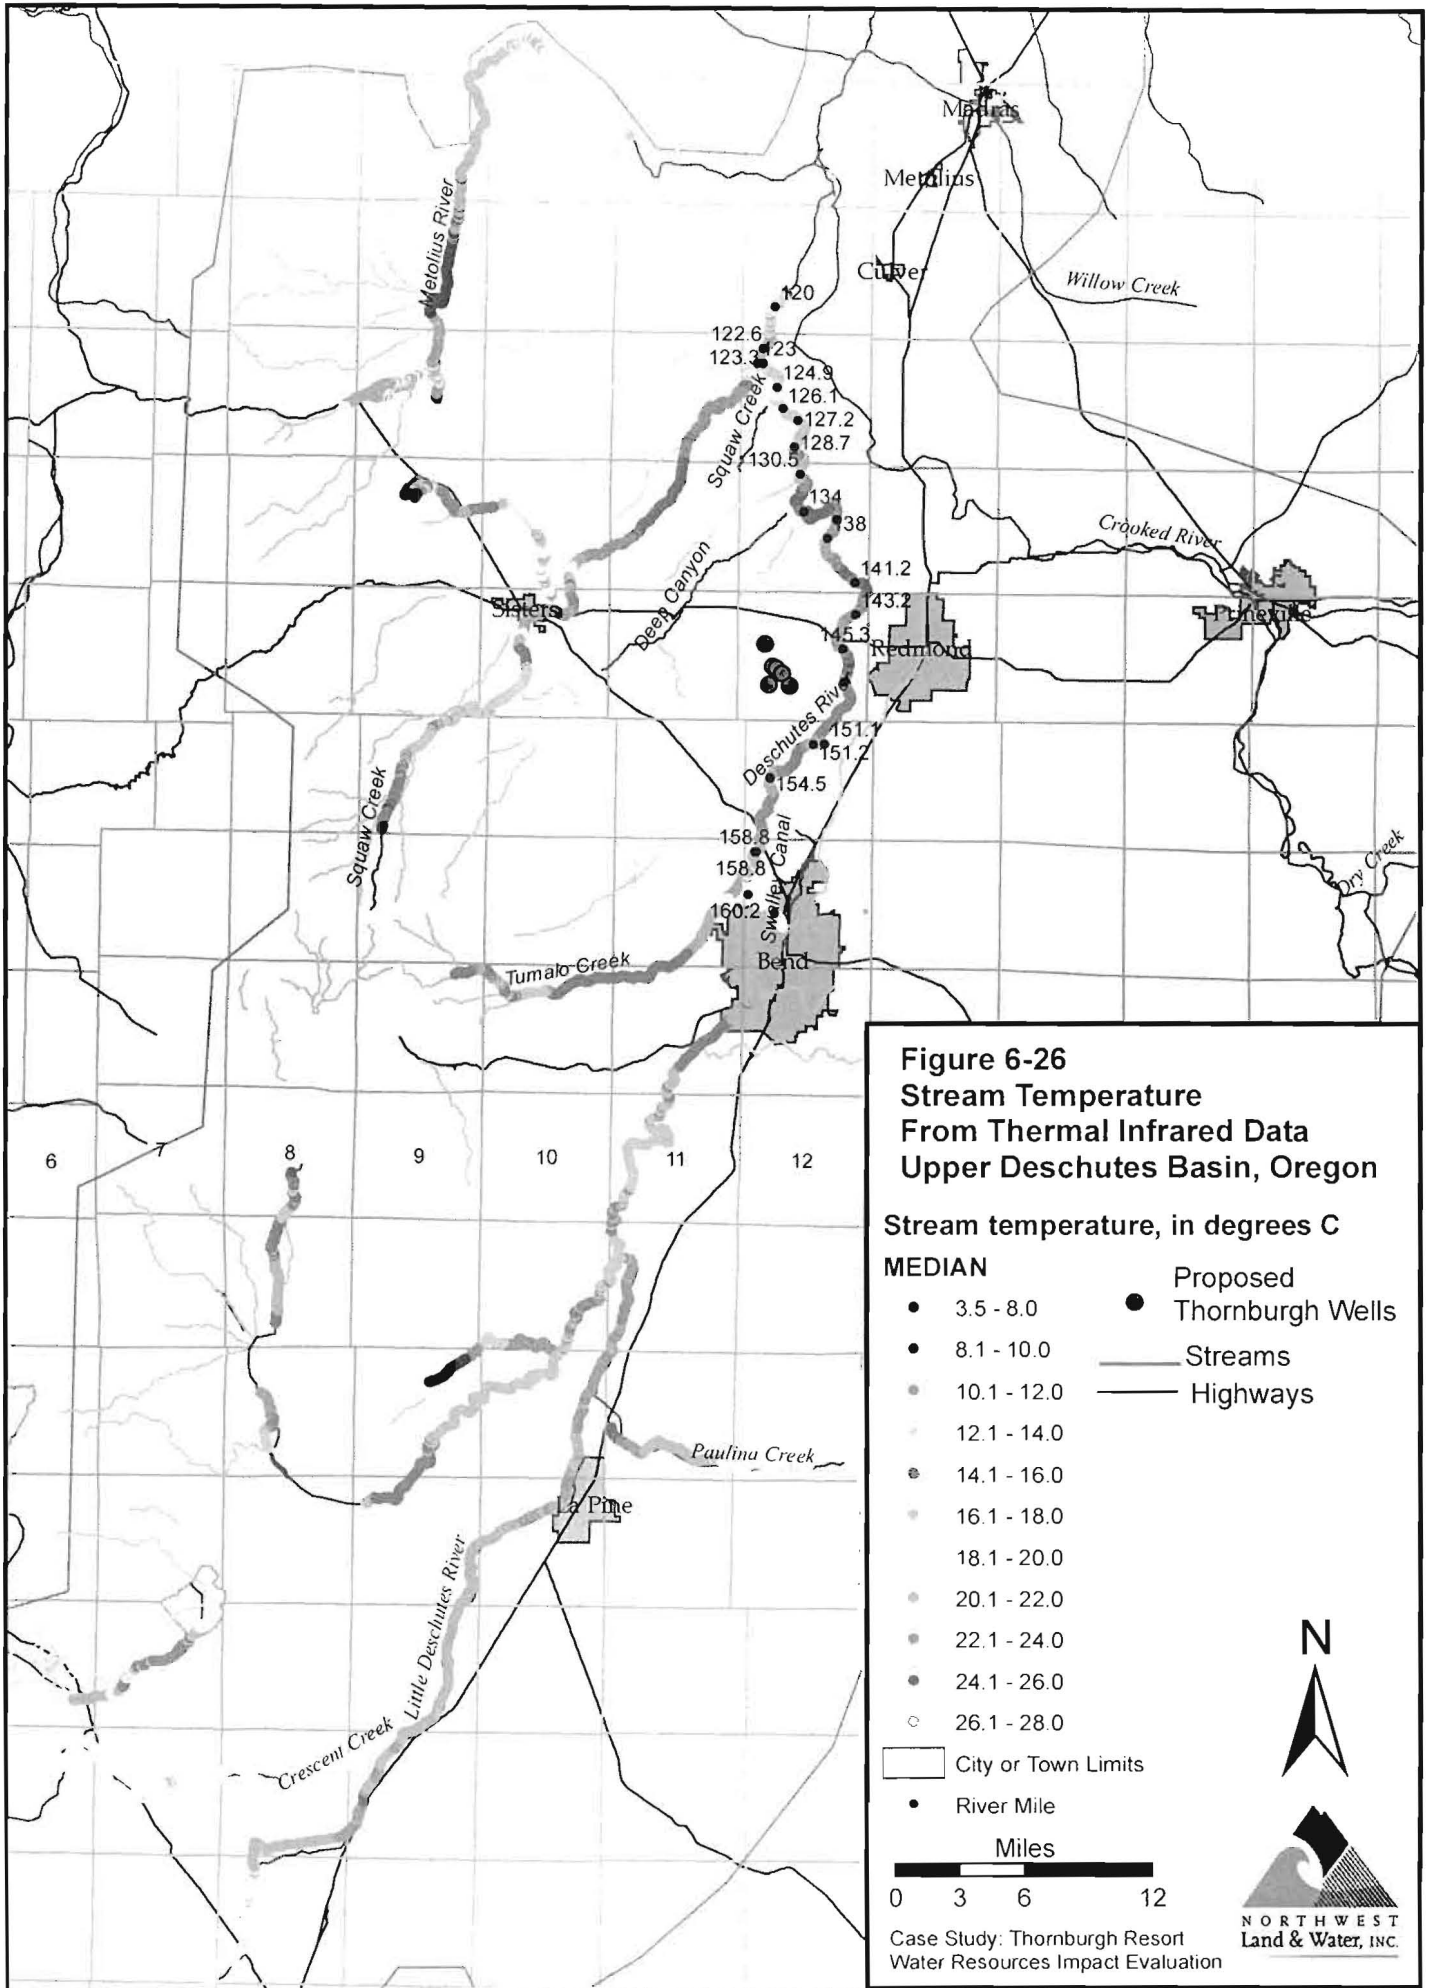 Madras
Metolius
Metolius River
Culver
Willow Creek
120
122.6
123
123.3
124.9
126.1
127.2
Squaw Creek
128.7
130.5
134
38
Crooked River
Deep Canyon
141.2
143.2
Sisters
Prineville
145.3
Redmond
Deschutes River
151.1
151.2
154.5
Squaw Creek
158.8
Swalley Canal
158.8
Dry Creek
160.2
Tumalo Creek
Bend
6
7
8
9
10
11
12
Paulina Creek
La Pine
Little Deschutes River
Crescent Creek
Figure 6-26
Stream Temperature
From Thermal Infrared Data
Upper Deschutes Basin, Oregon
Stream temperature, in degrees C
MEDIAN
3.5 - 8.0
8.1 - 10.0
10.1 - 12.0
12.1 - 14.0
14.1 - 16.0
16.1 - 18.0
18.1 - 20.0
20.1 - 22.0
22.1 - 24.0
24.1 - 26.0
26.1 - 28.0
City or Town Limits
River Mile
Proposed
Thornburgh Wells
Streams
Highways
N
Miles
0 3 6 12
Case Study: Thornburgh Resort
Water Resources Impact Evaluation
NORTHWEST
Land & Water, INC.